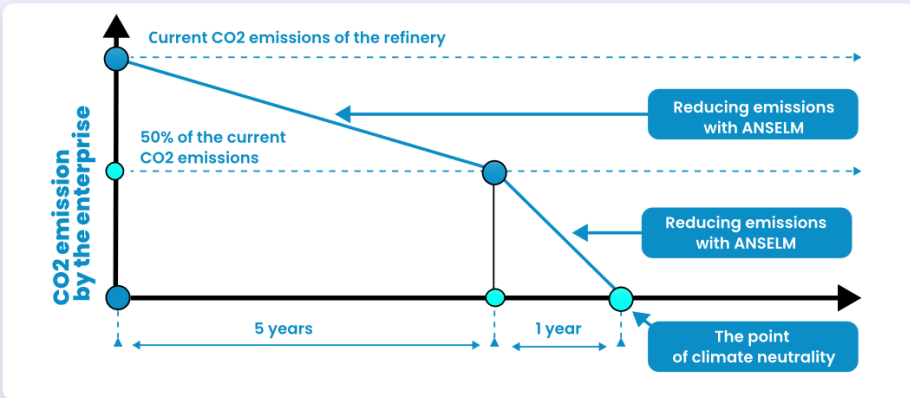 Current CO2 emissions of the refinery
Reducing emissions
with ANSELM
50% of the current
CO2 emissions
CO2 emission
by the enterprise
Reducing emissions
with ANSELM
5 years
1 year
The point
of climate neutrality